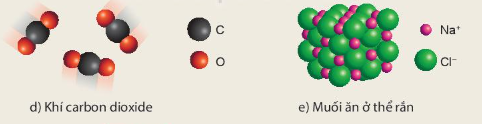 C
O
d) Khí carbon dioxide
Na⁺
Cl⁻
e) Muối ăn ở thể rắn